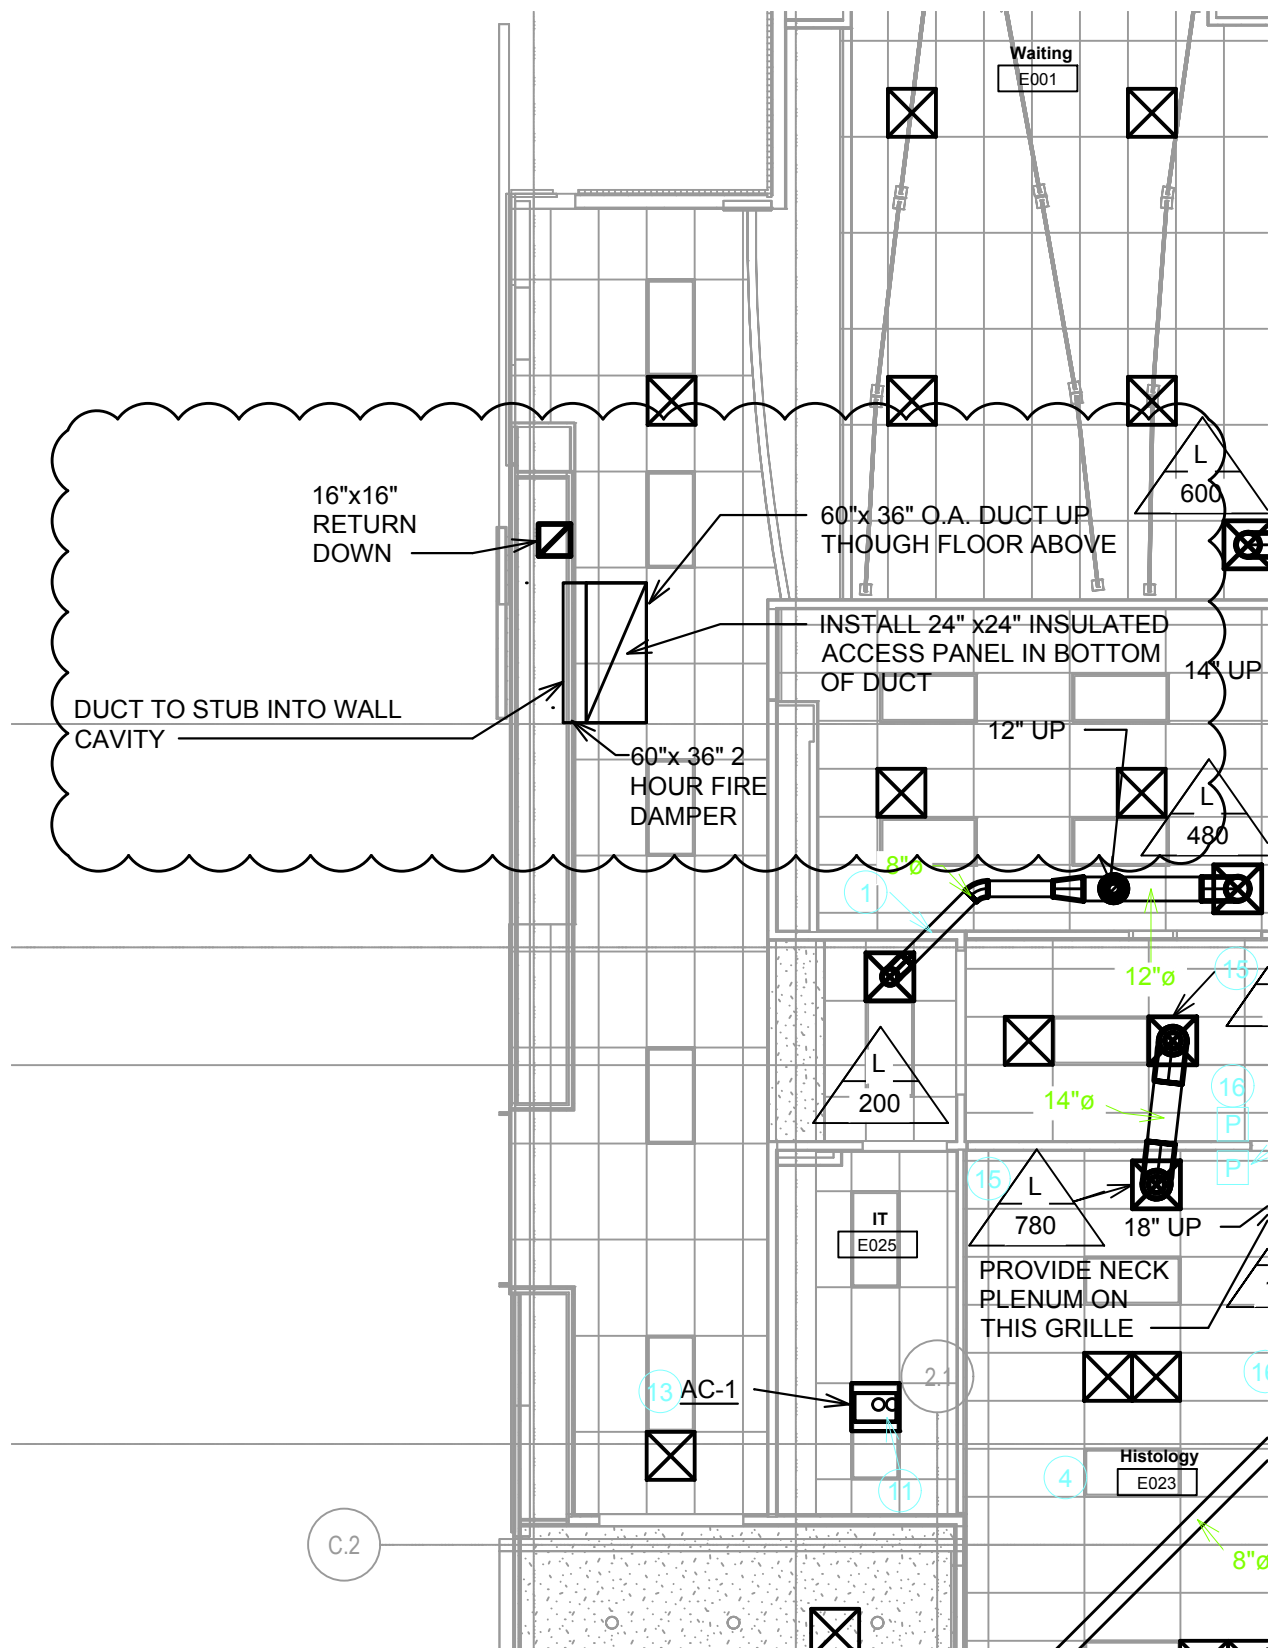 Waiting
E001
L
600
16"x16"
RETURN
DOWN
60"x 36" O.A. DUCT UP
THOUGH FLOOR ABOVE
INSTALL 24" x24" INSULATED
ACCESS PANEL IN BOTTOM
OF DUCT
14" UP
DUCT TO STUB INTO WALL
CAVITY
12" UP
60"x 36" 2
HOUR FIRE
DAMPER
L
480
8"ø
1
12"ø
15
L
200
14"ø
16
P
P
15
L
780
18" UP
IT
E025
PROVIDE NECK
PLENUM ON
THIS GRILLE
2.1
13
AC-1
11
4
Histology
E023
C.2
8"ø